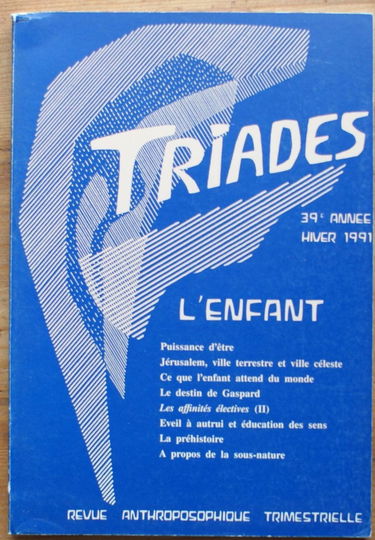 TRIADES
39e ANNEE
HIVER 1991
L'ENFANT
Puissance d'être
Jérusalem, ville terrestre et ville céleste
Ce que l'enfant attend du monde
Le destin de Gaspard
Les affinités électives (II)
Eveil à autrui et éducation des sens
La préhistoire
A propos de la sous-nature
REVUE ANTHROPOSOPHIQUE TRIMESTRIELLE